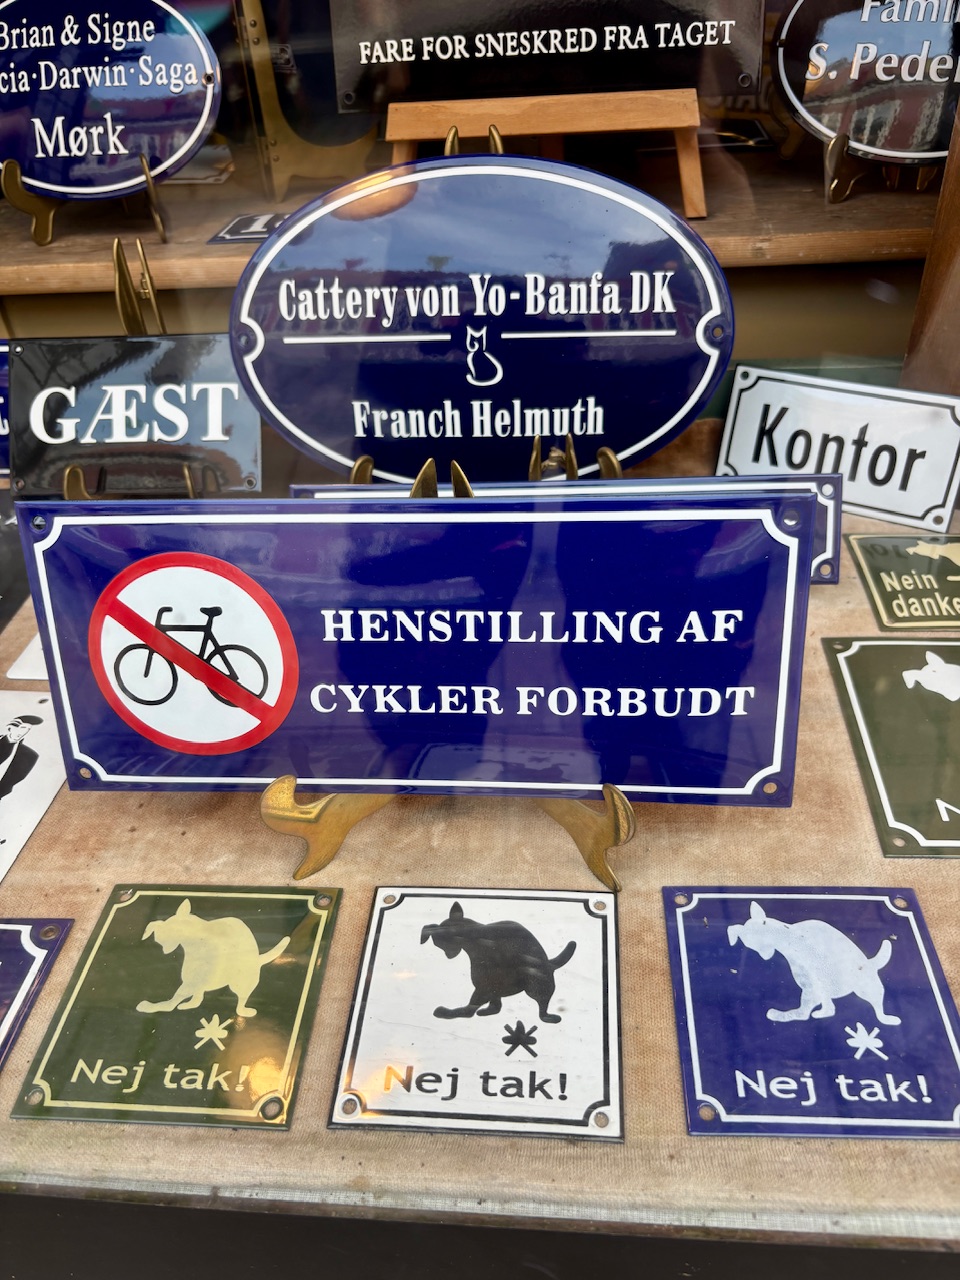 Brian & Signe
cia·Darwin·Saga
Mørk
FARE FOR SNESKRED FRA TAGET
S. Peder
Cattery von Yo-Banfa DK
Franch Helmuth
GÆST
Kontor
Nein
danke
HENSTILLING AF
CYKLER FORBUDT
Nej tak!
Nej tak!
Nej tak!